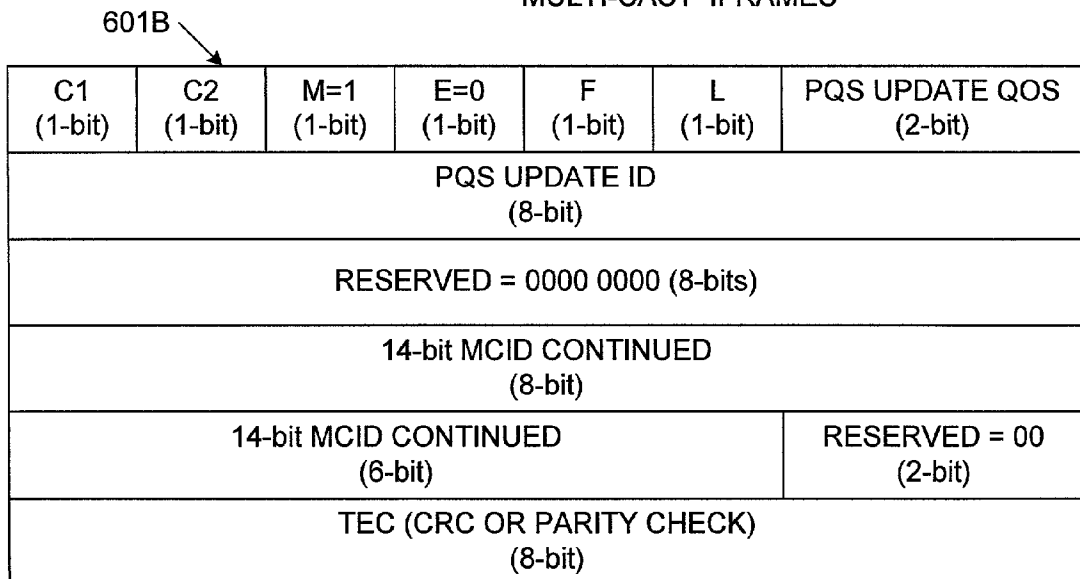 601B
C1 C2 M=1 E=0 F L PQS UPDATE QOS
(1-bit) (1-bit) (1-bit) (1-bit) (1-bit) (1-bit) (2-bit)
PQS UPDATE ID
(8-bit)
RESERVED = 0000 0000 (8-bits)
14-bit MCID CONTINUED
(8-bit)
14-bit MCID CONTINUED RESERVED = 00
(6-bit) (2-bit)
TEC (CRC OR PARITY CHECK)
(8-bit)